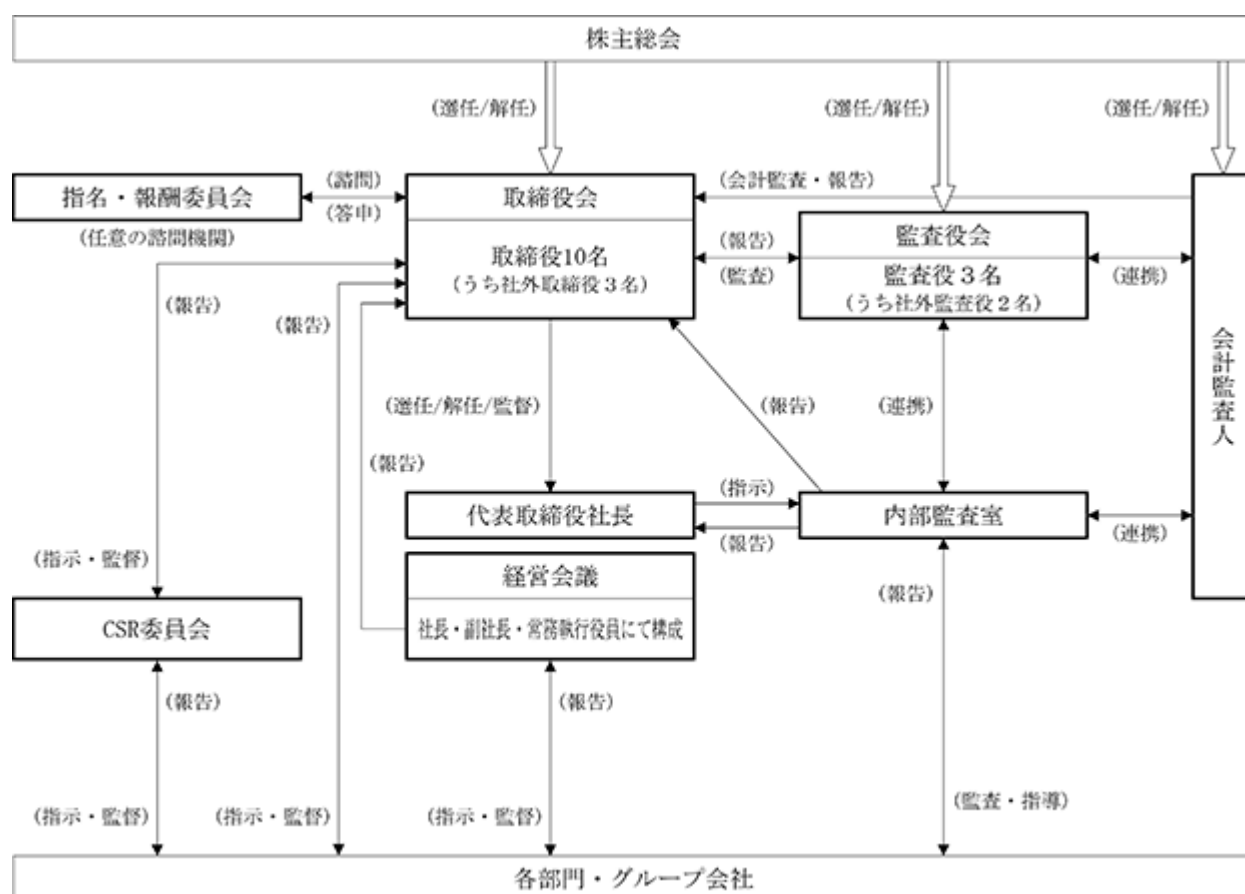 株主総会
(選任/解任)
(選任/解任)
(選任/解任)
指名・報酬委員会
(任意の諮問機関)
(諮問)
(答申)
取締役会
取締役10名
(うち社外取締役3名)
(会計監査・報告)
(報告)
(監査)
監査役会
監査役3名
(うち社外監査役2名)
(連携)
会計監査人
(報告)
(報告)
(選任/解任/監督)
(報告)
(連携)
(報告)
代表取締役社長
(指示)
(報告)
内部監査室
(連携)
(指示・監督)
経営会議
社長・副社長・常務執行役員にて構成
(報告)
CSR委員会
(報告)
(報告)
(指示・監督)
(指示・監督)
(指示・監督)
(監査・指導)
各部門・グループ会社